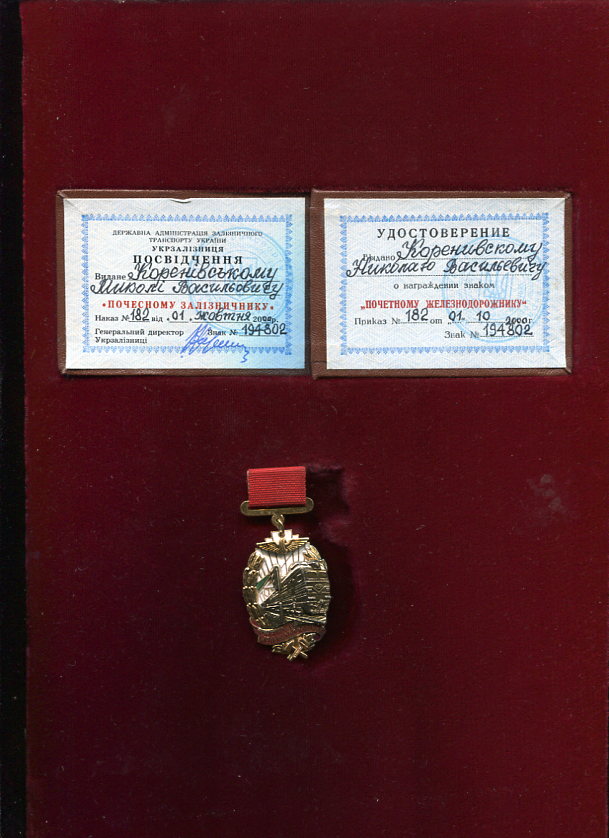 ДЕРЖАВНА АДМІНІСТРАЦІЯ ЗАЛІЗНИЧНОГО
ТРАНСПОРТУ УКРАЇНИ
УКРЗАЛІЗНИЦЯ
ПОСВІДЧЕННЯ
Видане Коренівському
Миколі Васильовичу
«ПОЧЕСНОМУ ЗАЛІЗНИЧНИКУ»
Наказ № 182 від „01„ жовтня 2000р.
Генеральний директор Знак № 194802
Укрзалізниці
УДОСТОВЕРЕНИЕ
Выдано Коренивскому
Николаю Васильевичу
о награждении знаком
„ПОЧЕТНОМУ ЖЕЛЕЗНОДОРОЖНИКУ“
Приказ № 182 от „01„ 10 2000г.
Знак № 194802